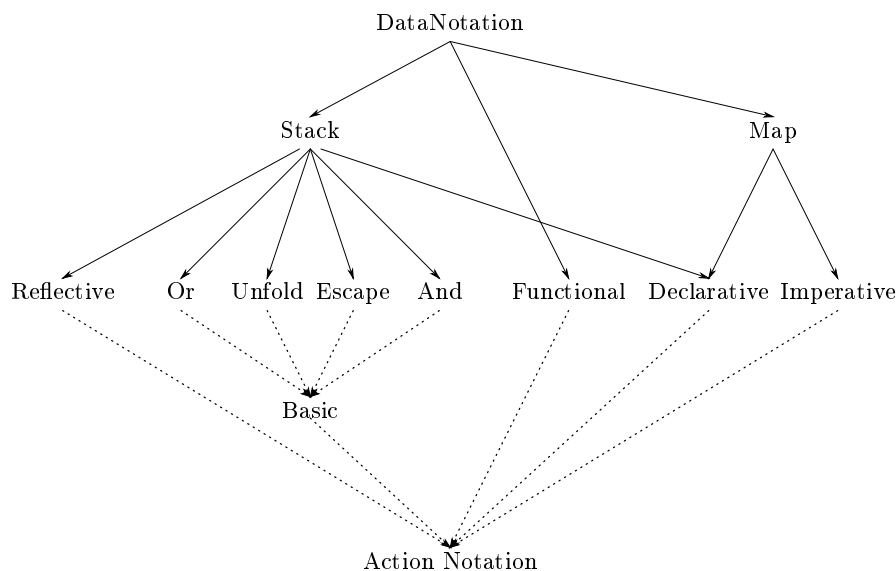 DataNotation
Stack Map
Reflective Or Unfold Escape And Functional Declarative Imperative
Basic
Action Notation